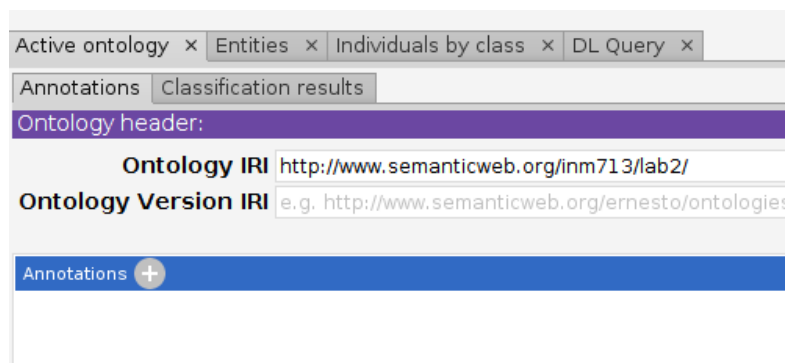 Active ontology × Entities × Individuals by class × DL Query ×
Annotations Classification results
Ontology header:
Ontology IRI http://www.semanticweb.org/inm713/lab2/
Ontology Version IRI e.g. http://www.semanticweb.org/ernesto/ontologies
Annotations +